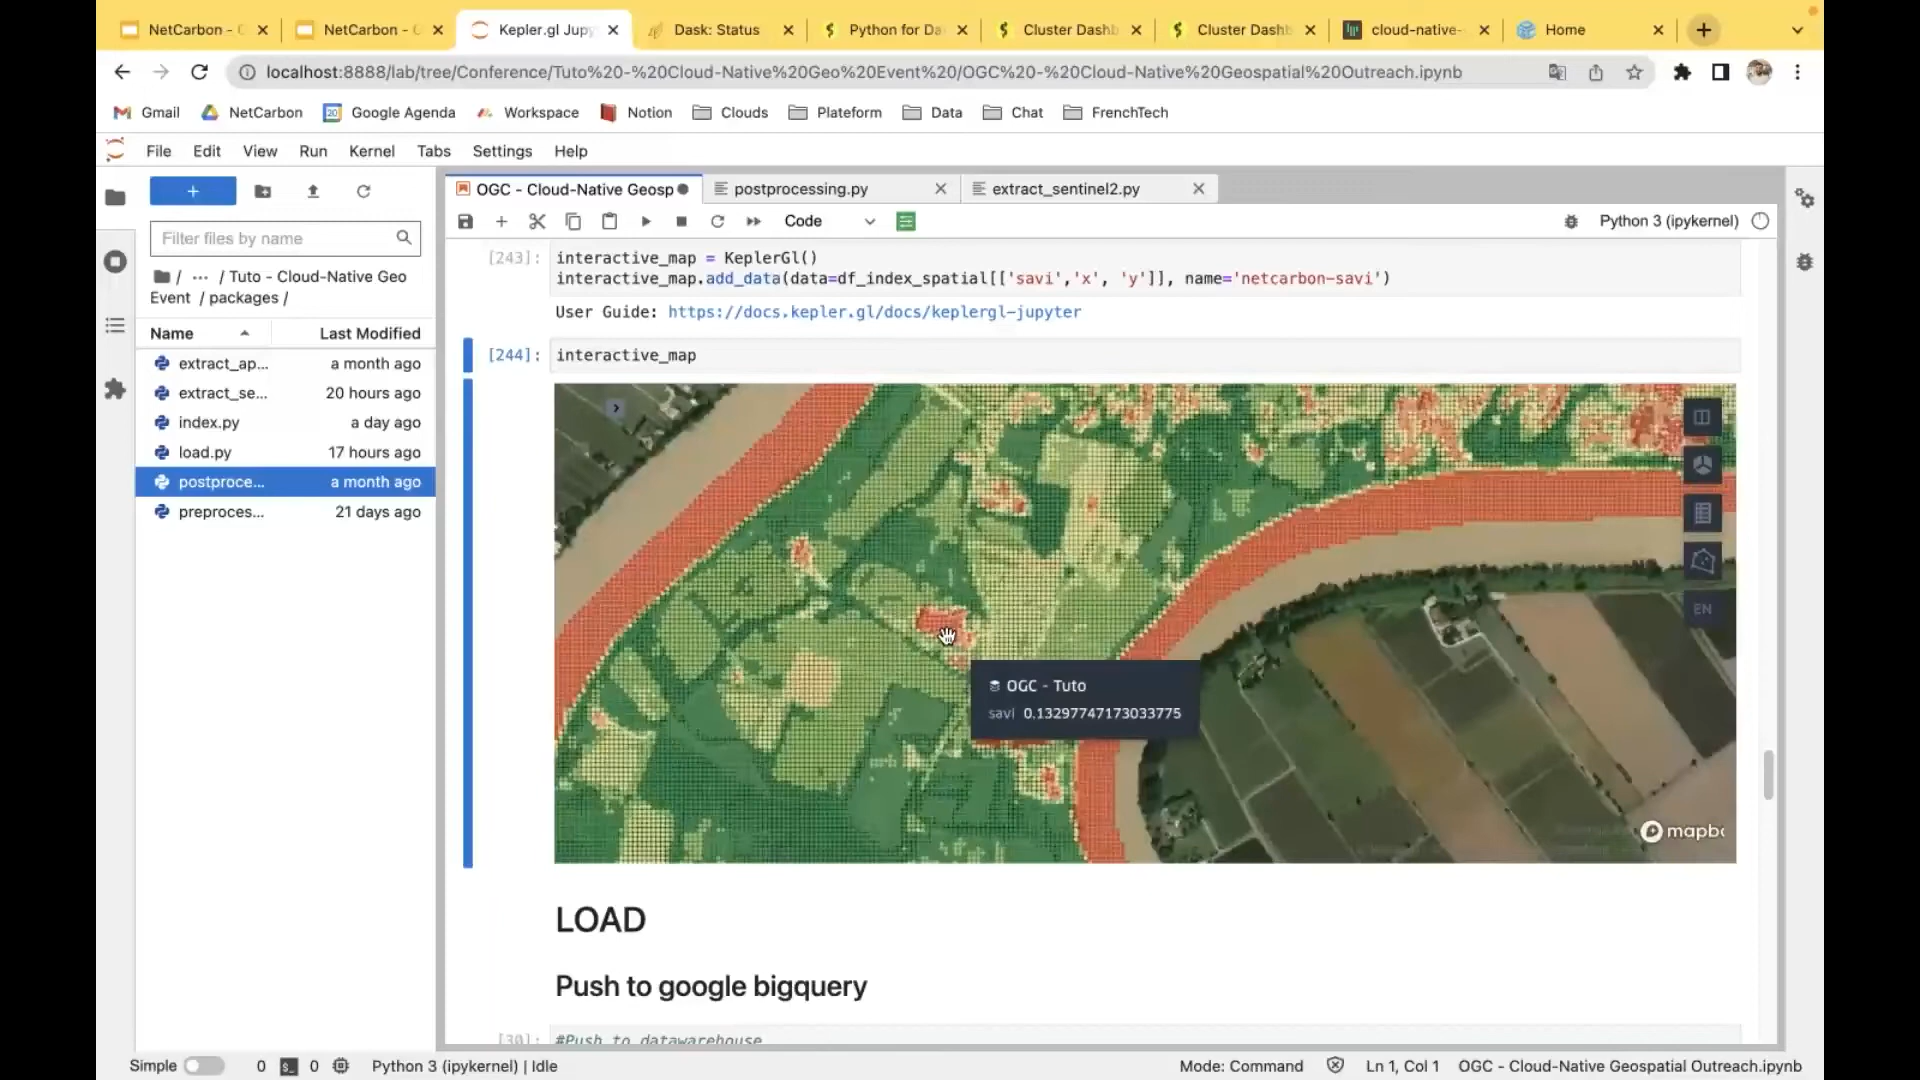 NetCarbon - C
NetCarbon - C
Kepler.gl Jupy
Dask: Status
Python for Da
Cluster Dashb
Cluster Dashb
cloud-native-
Home
localhost:8888/lab/tree/Conference/Tuto%20-%20Cloud-Native%20Geo%20Event%20/OGC%20-%20Cloud-Native%20Geospatial%20Outreach.ipynb
Gmail
NetCarbon
Google Agenda
Workspace
Notion
Clouds
Plateform
Data
Chat
FrenchTech
File Edit View Run Kernel Tabs Settings Help
OGC - Cloud-Native Geosp
postprocessing.py
extract_sentinel2.py
Code
Python 3 (ipykernel)
Filter files by name
/ ··· / Tuto - Cloud-Native Geo
Event / packages /
Name Last Modified
extract_ap... a month ago
extract_se... 20 hours ago
index.py a day ago
load.py 17 hours ago
postproce... a month ago
preproces... 21 days ago
[243]: interactive_map = KeplerGl()
interactive_map.add_data(data=df_index_spatial[['savi','x', 'y']], name='netcarbon-savi')
User Guide: https://docs.kepler.gl/docs/keplergl-jupyter
[244]: interactive_map
EN
OGC - Tuto
savi 0.13297747173033775
mapbo
LOAD
Push to google bigquery
[30]: #Push to datawarehouse
Simple 0 0 Python 3 (ipykernel) | Idle
Mode: Command Ln 1, Col 1 OGC - Cloud-Native Geospatial Outreach.ipynb